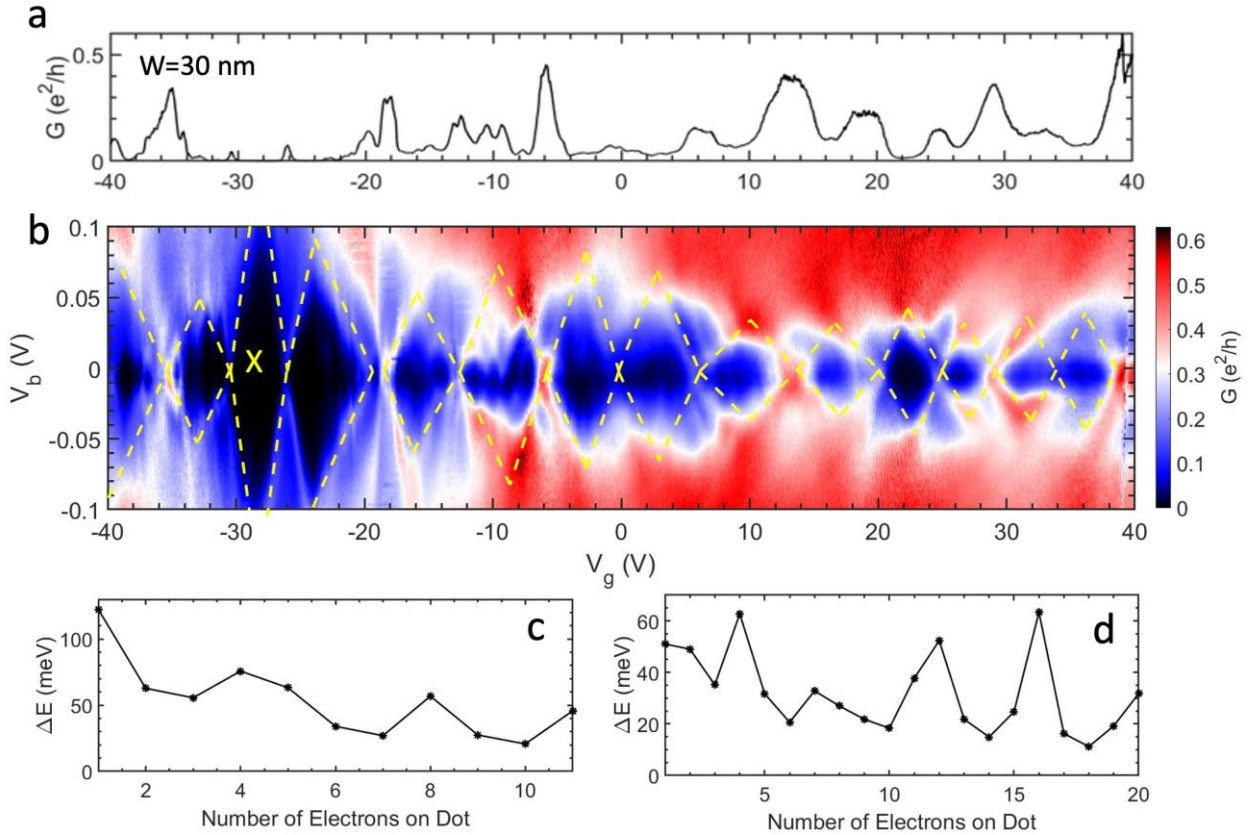 a
W=30 nm
G (e²/h)
0.5
0
-40 -30 -20 -10 0 10 20 30 40
b
X
V_b (V)
0.1
0.05
0
-0.05
-0.1
-40 -30 -20 -10 0 10 20 30 40
V_g (V)
0.6
0.5
0.4
0.3
0.2
0.1
0
G (e²/h)
c
ΔE (meV)
100
50
0
2 4 6 8 10
Number of Electrons on Dot
d
ΔE (meV)
60
40
20
0
5 10 15 20
Number of Electrons on Dot